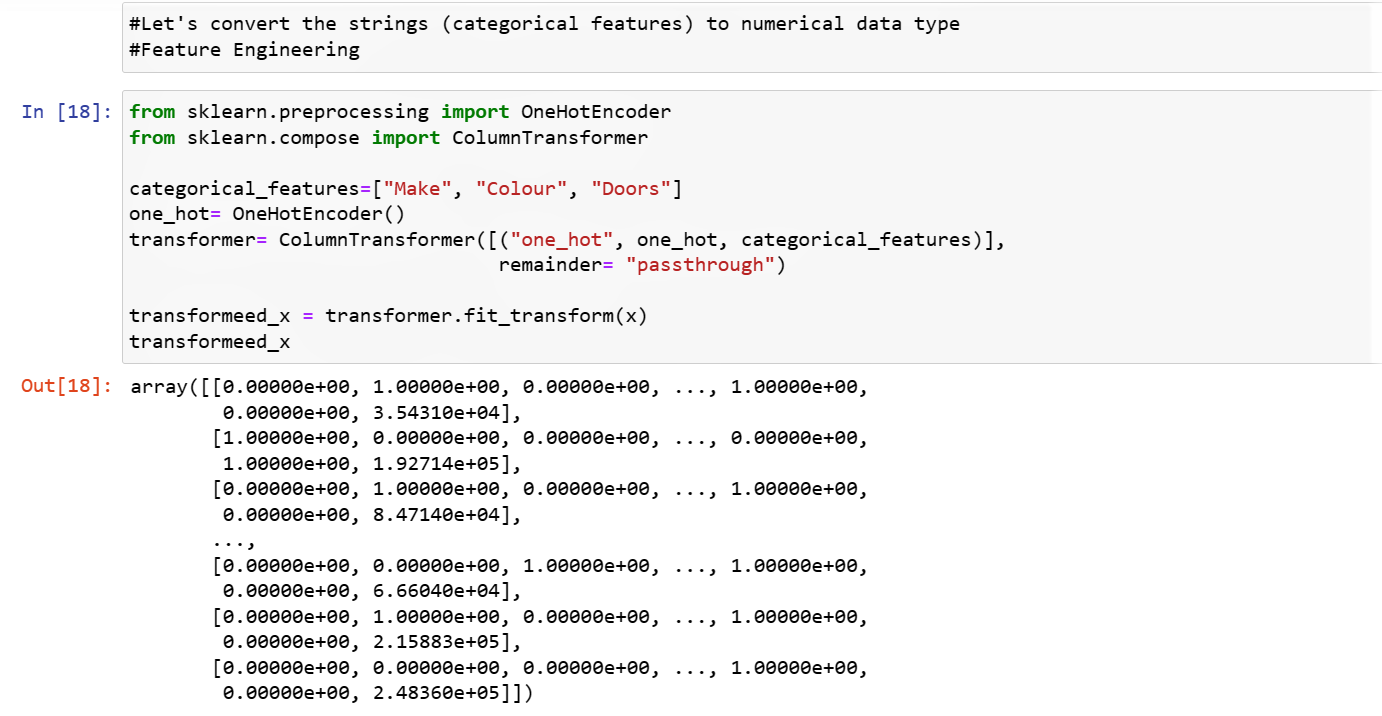 #Let's convert the strings (categorical features) to numerical data type
#Feature Engineering
In [18]:
from sklearn.preprocessing import OneHotEncoder
from sklearn.compose import ColumnTransformer
categorical_features=["Make", "Colour", "Doors"]
one_hot= OneHotEncoder()
transformer= ColumnTransformer([("one_hot", one_hot, categorical_features)],
remainder= "passthrough")
transformeed_x = transformer.fit_transform(x)
transformeed_x
Out[18]:
array([[0.00000e+00, 1.00000e+00, 0.00000e+00, ..., 1.00000e+00,
0.00000e+00, 3.54310e+04],
[1.00000e+00, 0.00000e+00, 0.00000e+00, ..., 0.00000e+00,
1.00000e+00, 1.92714e+05],
[0.00000e+00, 1.00000e+00, 0.00000e+00, ..., 1.00000e+00,
0.00000e+00, 8.47140e+04],
...,
[0.00000e+00, 0.00000e+00, 1.00000e+00, ..., 1.00000e+00,
0.00000e+00, 6.66040e+04],
[0.00000e+00, 1.00000e+00, 0.00000e+00, ..., 1.00000e+00,
0.00000e+00, 2.15883e+05],
[0.00000e+00, 0.00000e+00, 0.00000e+00, ..., 1.00000e+00,
0.00000e+00, 2.48360e+05]])